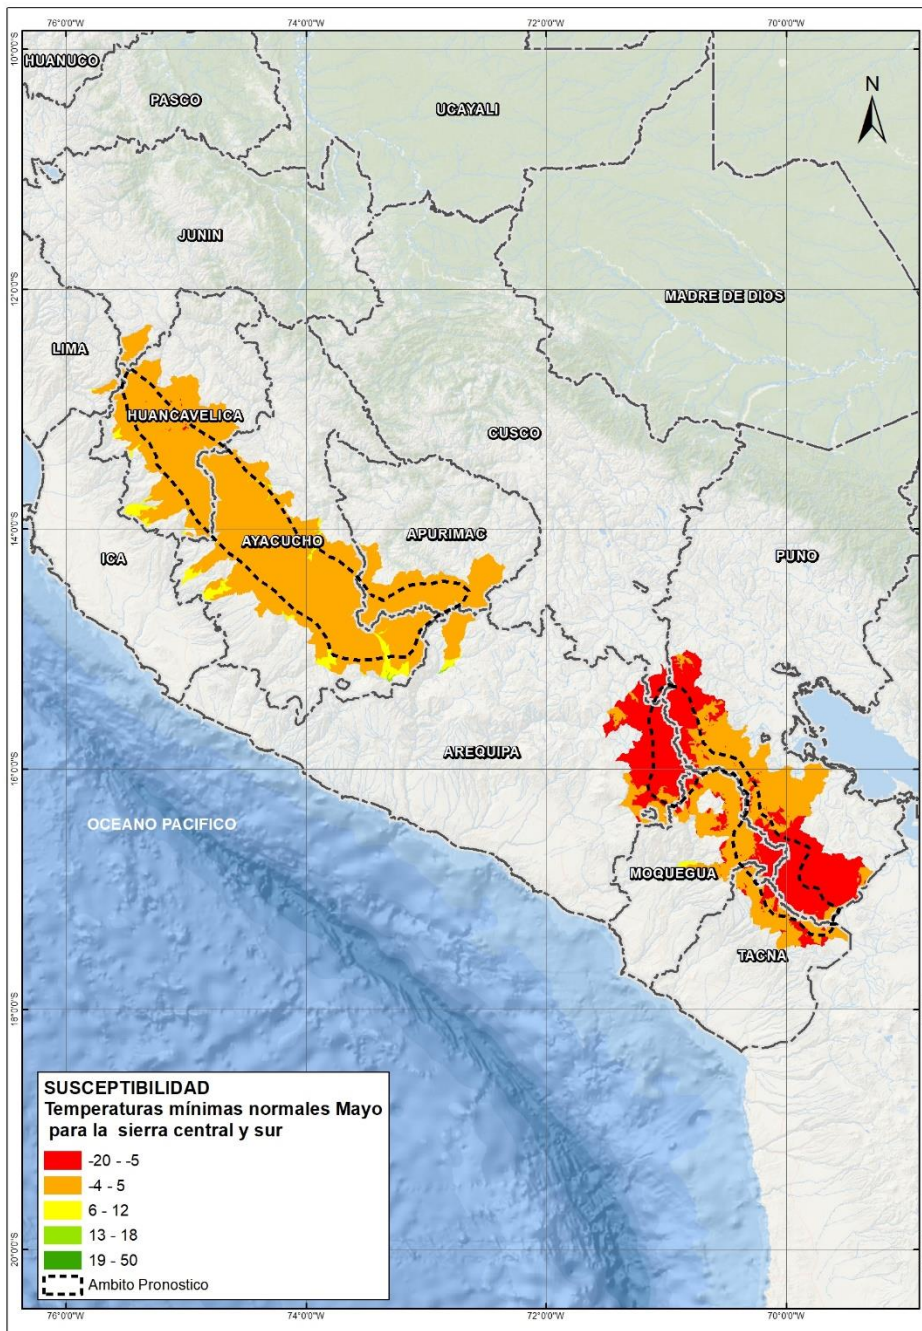 76°0'0"W
74°0'0"W
72°0'0"W
70°0'0"W
10°0'0"S
HUANUCO
PASCO
UCAYALI
N
JUNIN
12°0'0"S
MADRE DE DIOS
LIMA
HUANCAVELICA
CUSCO
14°0'0"S
ICA
AYACUCHO
APURIMAC
PUNO
AREQUIPA
16°0'0"S
OCEANO PACIFICO
MOQUEGUA
TACNA
18°0'0"S
SUSCEPTIBILIDAD
Temperaturas mínimas normales Mayo
para la sierra central y sur
-20 - -5
-4 - 5
6 - 12
13 - 18
19 - 50
Ambito Pronostico
20°0'0"S
76°0'0"W
74°0'0"W
72°0'0"W
70°0'0"W